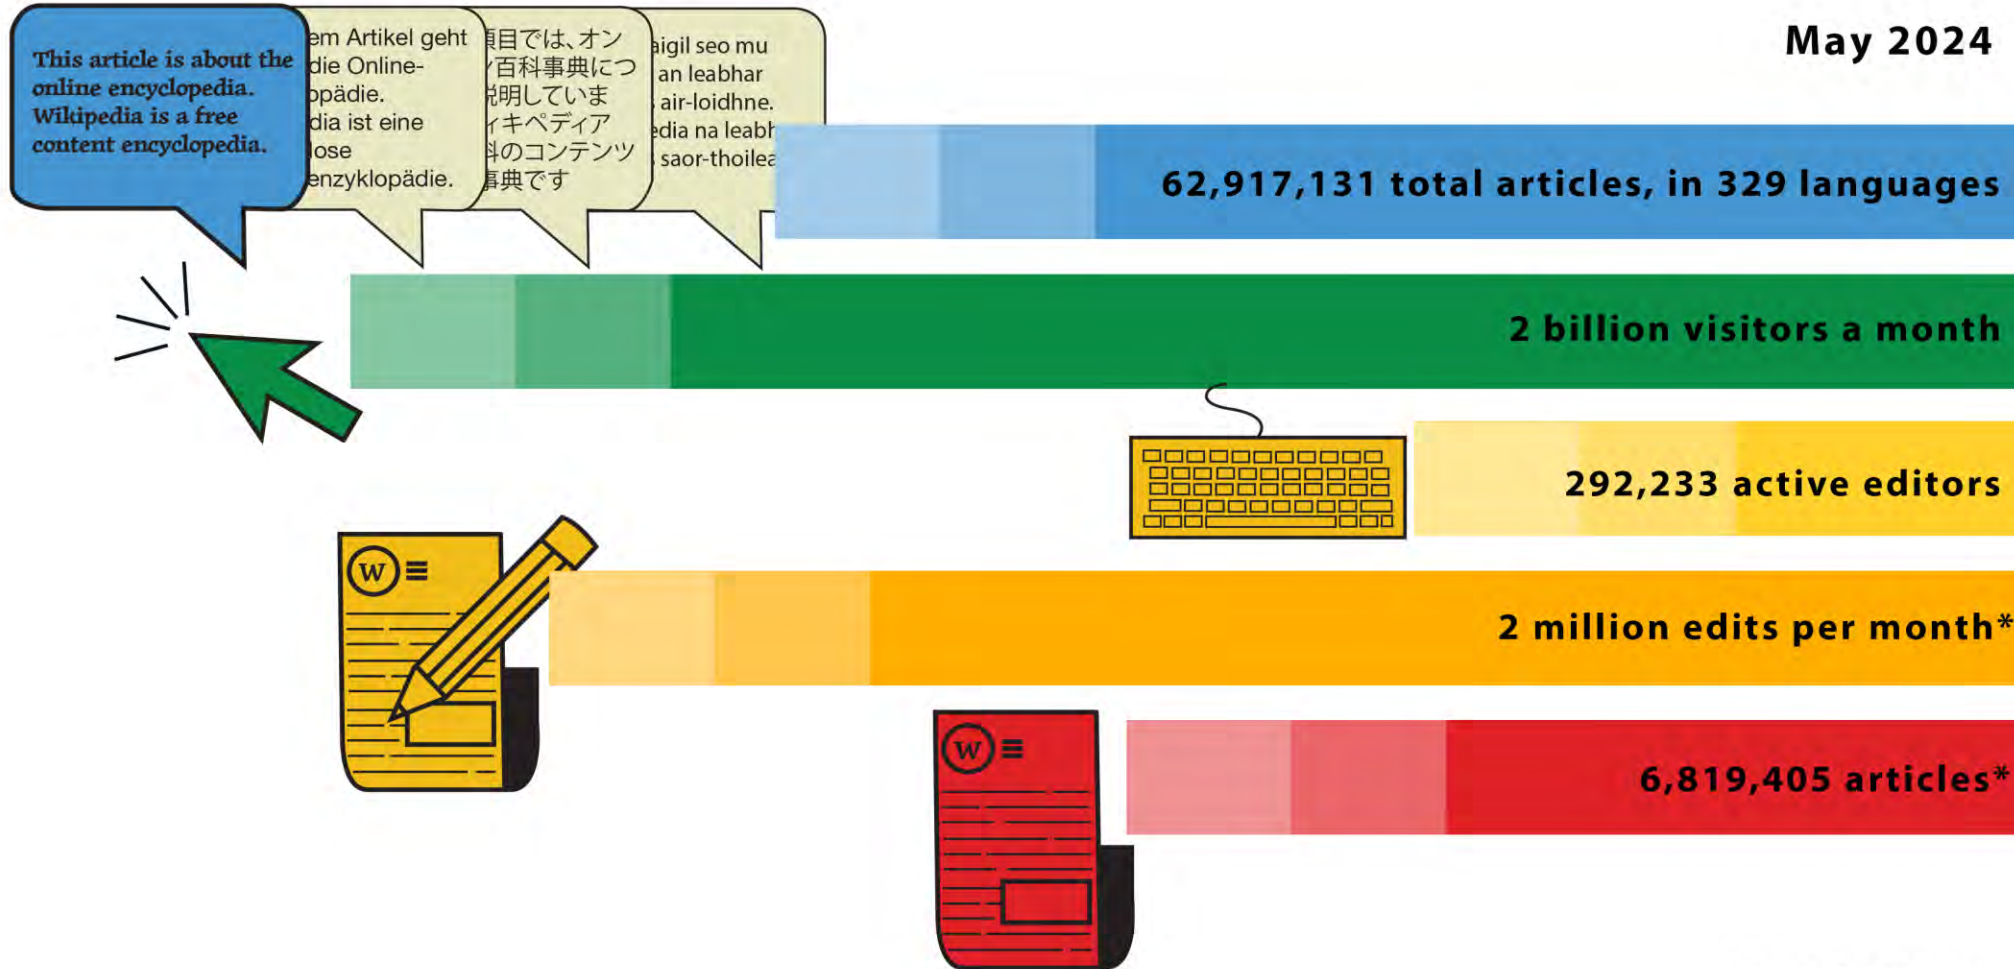 This article is about the
online encyclopedia.
Wikipedia is a free
content encyclopedia.
em Artikel geht
die Online-
opädie.
dia ist eine
lose
enzyklopädie.
項目では、オン
ン百科事典につ
説明していま
ィキペディア
料のコンテンツ
事典です
aigil seo mu
an leabhar
air-loidhne.
edia na leabh
saor-thoilea
May 2024
62,917,131 total articles, in 329 languages
2 billion visitors a month
292,233 active editors
W
2 million edits per month*
W
6,819,405 articles*